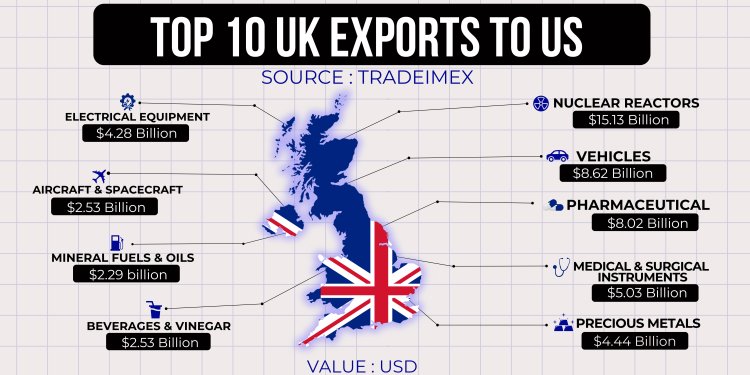 TOP 10 UK EXPORTS TO US
SOURCE : TRADEIMEX
ELECTRICAL EQUIPMENT
$4.28 Billion
AIRCRAFT & SPACECRAFT
$2.53 Billion
MINERAL FUELS & OILS
$2.29 billion
BEVERAGES & VINEGAR
$2.53 Billion
NUCLEAR REACTORS
$15.13 Billion
VEHICLES
$8.62 Billion
PHARMACEUTICAL
$8.02 Billion
MEDICAL & SURGICAL
INSTRUMENTS
$5.03 Billion
PRECIOUS METALS
$4.44 Billion
VALUE : USD